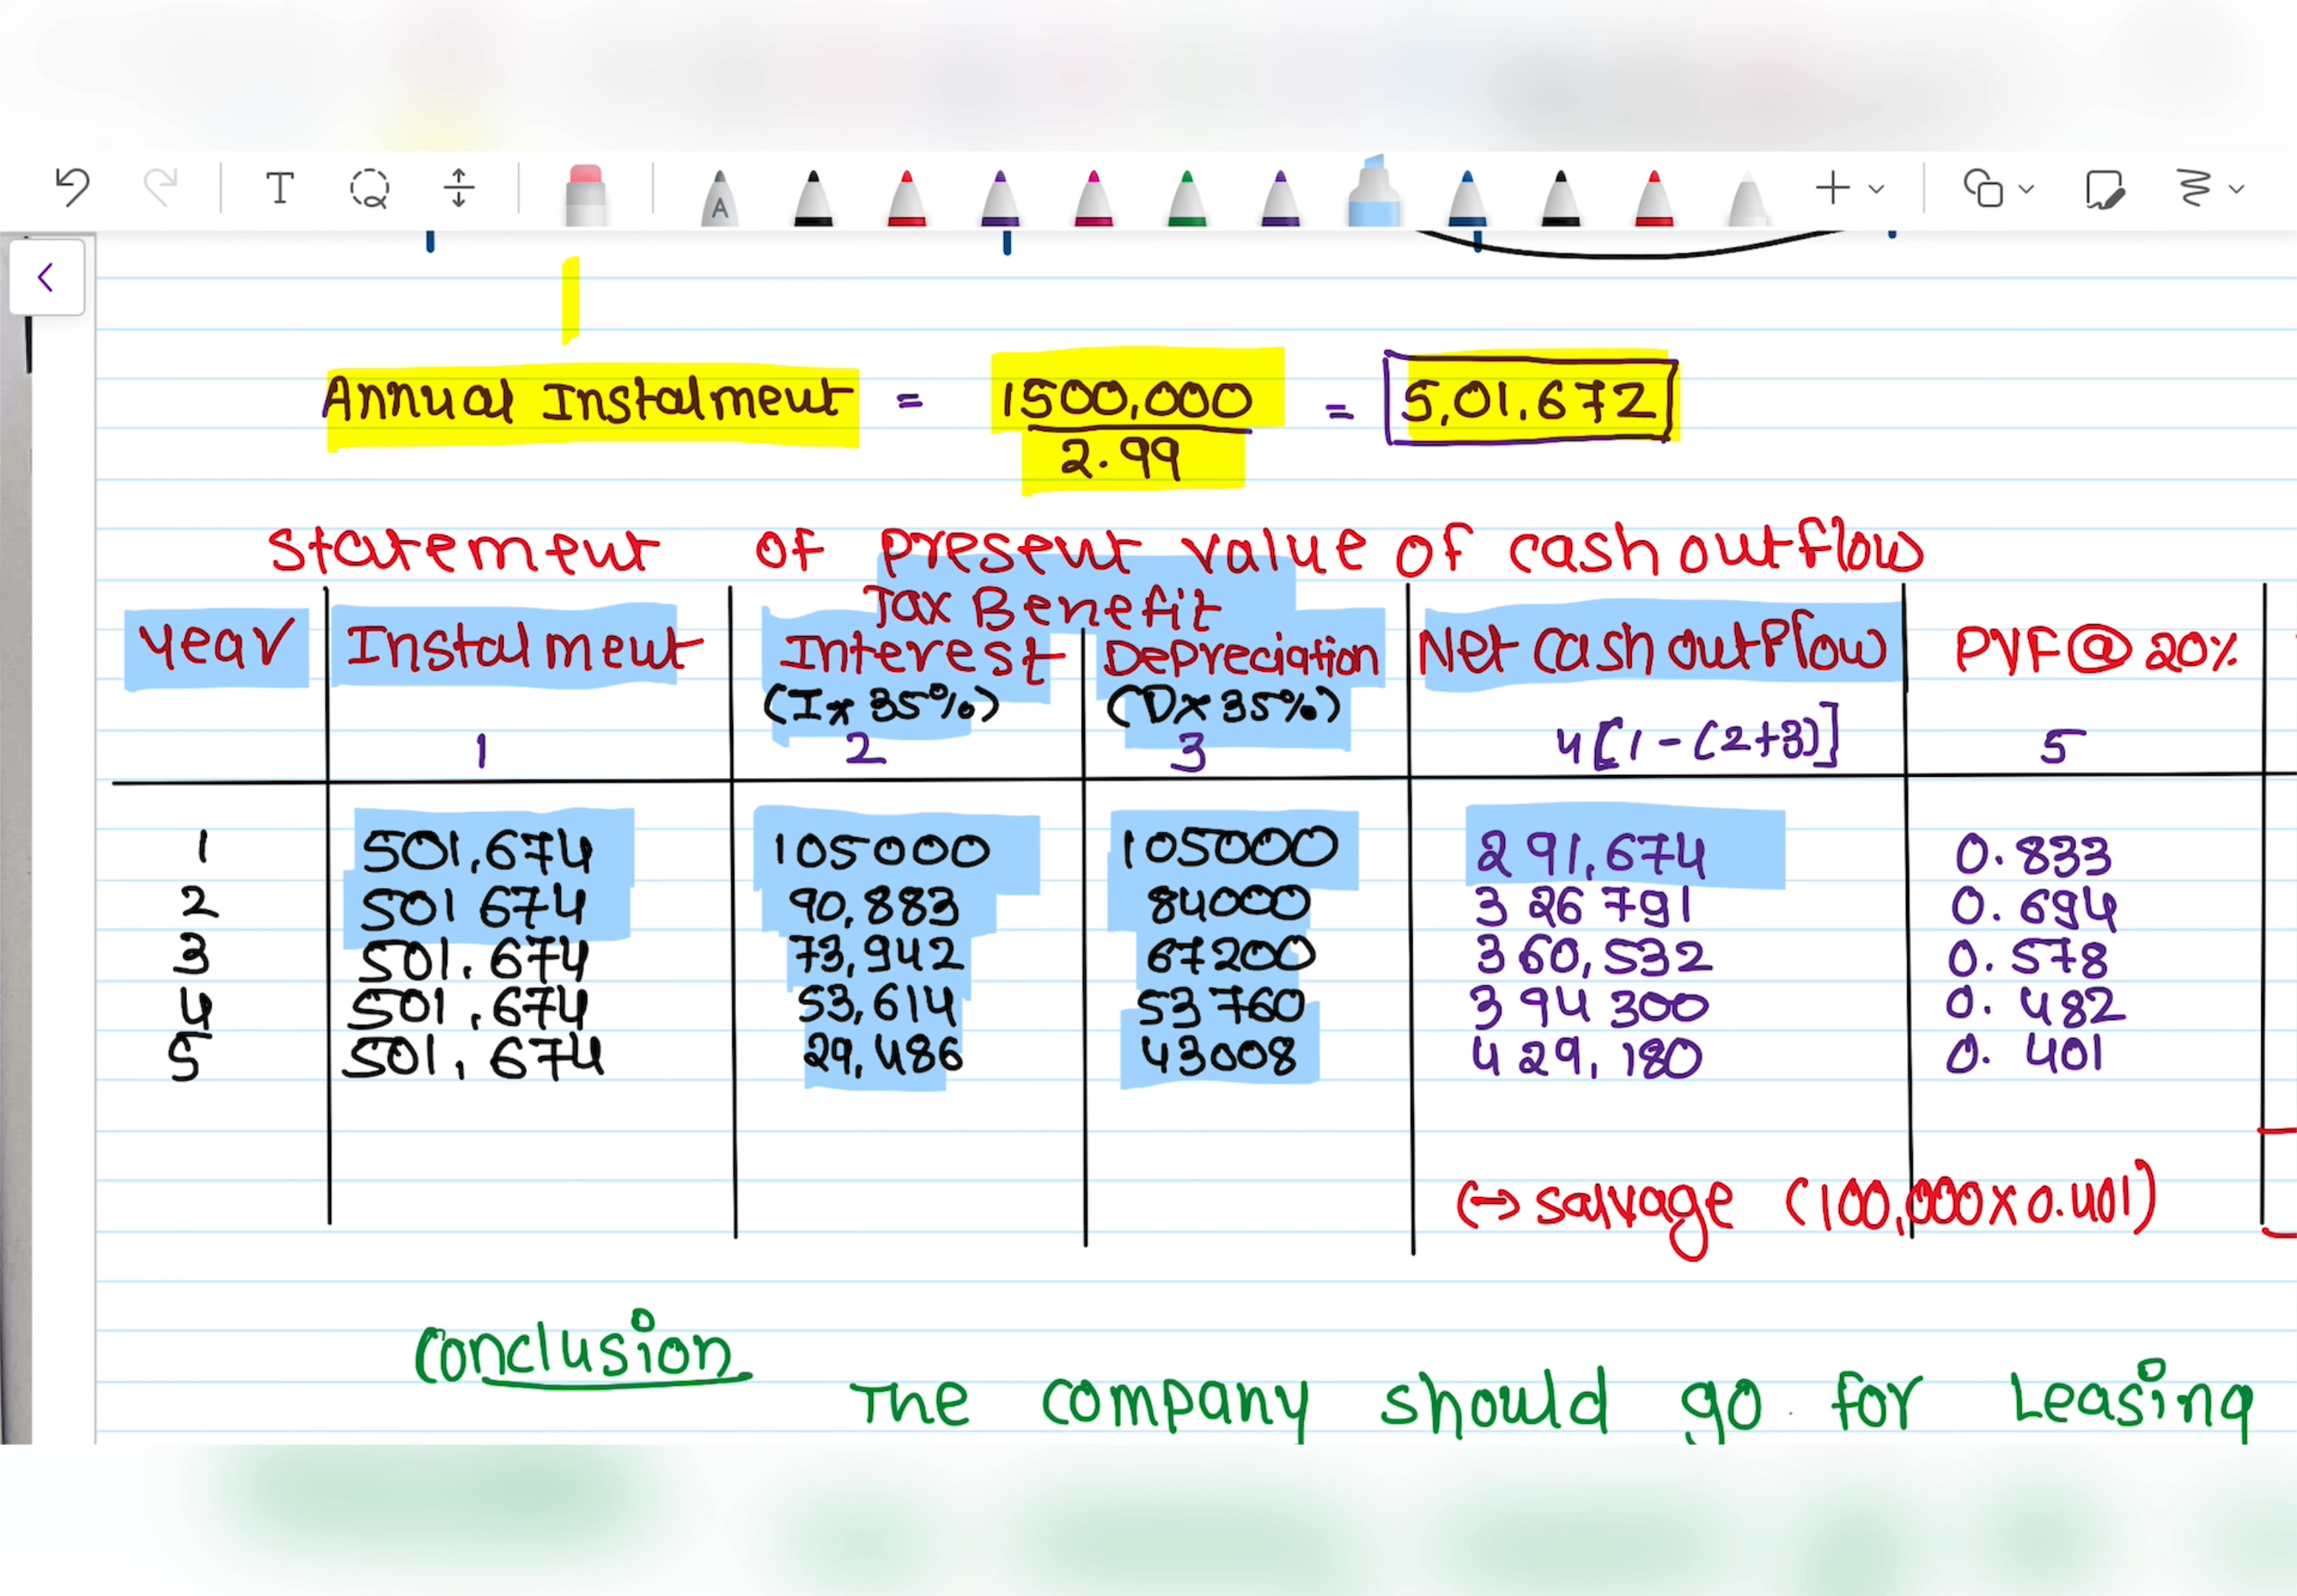 T
A
Annual Instalment = 1500,000 = 5,01,672
2.99
Statement of present value of cash outflow
Tax Benefit
Year Instalment Interest Depreciation Net cash outflow PVF@20%
(I×35%) (D×35%)
1 2 3 4[1-(2+3)] 5
1 501,674 105000 105000 291,674 0.833
2 501 674 90,883 84000 3 26 791 0.694
3 501.674 73,942 67200 3 60,532 0.578
4 501.674 53,614 53760 3 94 300 0.482
5 501,674 29,486 43008 4 29,180 0.401
(-) salvage (100,000×0.401)
Conclusion
The company should go for Leasing